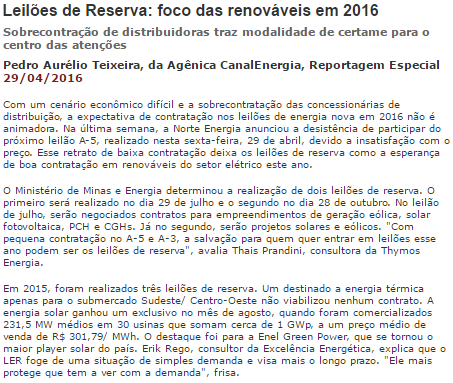 Leilões de Reserva: foco das renováveis em 2016
Sobrecontração de distribuidoras traz modalidade de certame para o
centro das atenções
Pedro Aurélio Teixeira, da Agênica CanalEnergia, Reportagem Especial
29/04/2016
Com um cenário econômico difícil e a sobrecontratação das concessionárias de
distribuição, a expectativa de contratação nos leilões de energia nova em 2016 não é
animadora. Na última semana, a Norte Energia anunciou a desistência de participar do
próximo leilão A-5, realizado nesta sexta-feira, 29 de abril, devido a insatisfação com o
preço. Esse retrato de baixa contratação deixa os leilões de reserva como a esperança
de boa contratação em renováveis do setor elétrico este ano.
O Ministério de Minas e Energia determinou a realização de dois leilões de reserva. O
primeiro será realizado no dia 29 de julho e o segundo no dia 28 de outubro. No leilão
de julho, serão negociados contratos para empreendimentos de geração eólica, solar
fotovoltaica, PCH e CGHs. Já no segundo, serão projetos solares e eólicos. "Com
pequena contratação no A-5 e A-3, a salvação para quem quer entrar em leilões esse
ano podem ser os leilões de reserva", avalia Thais Prandini, consultora da Thymos
Energia.
Em 2015, foram realizados três leilões de reserva. Um destinado a energia térmica
apenas para o submercado Sudeste/ Centro-Oeste não viabilizou nenhum contrato. A
energia solar ganhou um exclusivo no mês de agosto, quando foram comercializados
231,5 MW médios em 30 usinas que somam cerca de 1 GWp, a um preço médio de
venda de R$ 301,79/ MWh. O destaque foi para a Enel Green Power, que se tornou o
maior player solar do país. Erik Rego, consultor da Excelência Energética, explica que o
LER foge de uma situação de simples demanda e visa mais o longo prazo. "Ele mais
protege que tem a ver com a demanda", frisa.